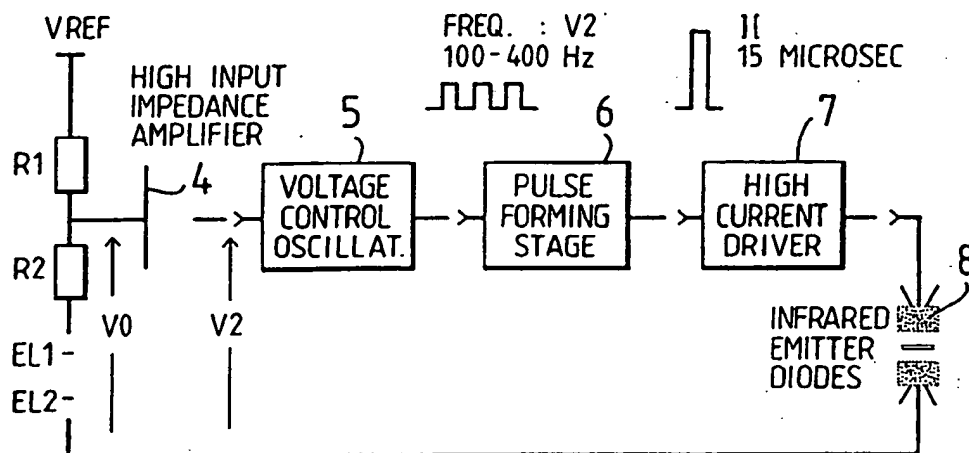 VREF
FREQ. : V2
100-400 Hz
15 MICROSEC
HIGH INPUT
IMPEDANCE
AMPLIFIER
R1
4
5
6
7
VOLTAGE
CONTROL
OSCILLAT.
PULSE
FORMING
STAGE
HIGH
CURRENT
DRIVER
R2
V0
V2
8
INFRARED
EMITTER
DIODES
EL1
EL2